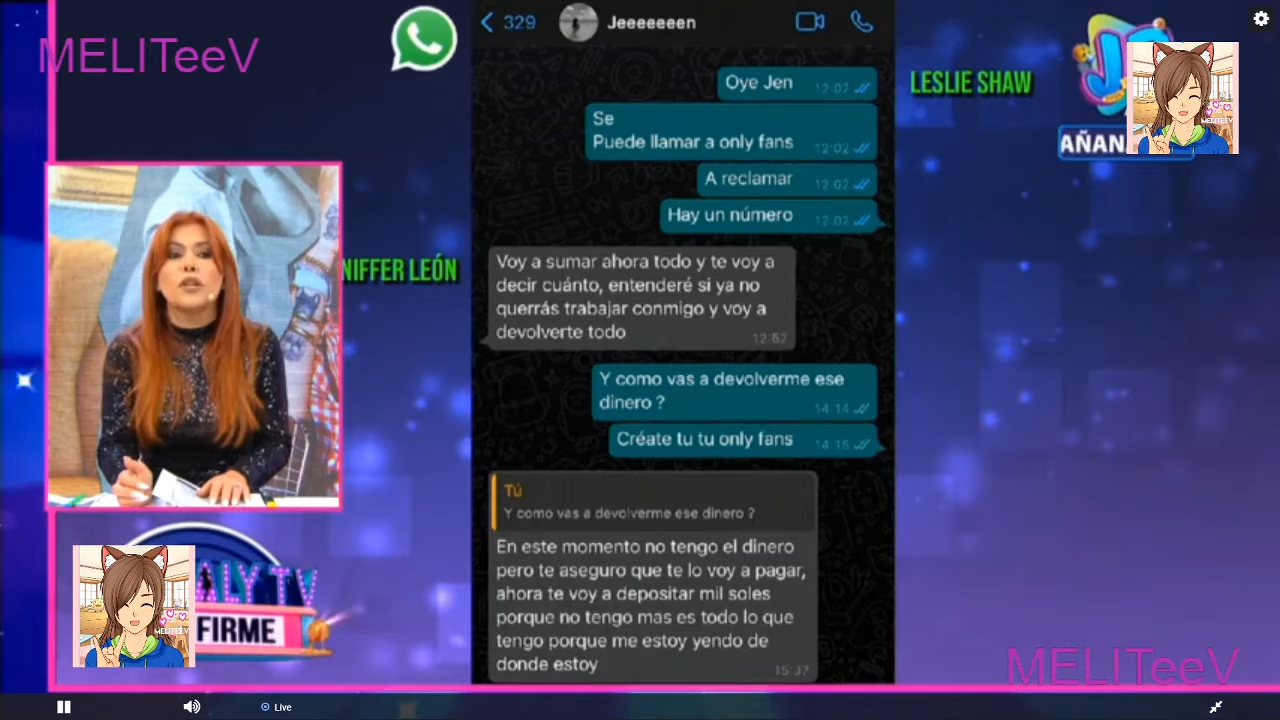 MELITeeV
329
Jeeeeeen
Oye Jen
12:02
Se
Puede llamar a only fans
12:02
A reclamar
12:02
Hay un número
12:02
Voy a sumar ahora todo y te voy a
decir cuánto, entenderé si ya no
querrás trabajar conmigo y voy a
devolverte todo
12:52
Y como vas a devolverme ese
dinero ?
14:14
Créate tu tu only fans
14:15
Tú
Y como vas a devolverme ese dinero ?
En este momento no tengo el dinero
pero te aseguro que te lo voy a pagar,
ahora te voy a depositar mil soles
porque no tengo mas es todo lo que
tengo porque me estoy yendo de
donde estoy
15:37
LESLIE SHAW
AÑAN
MELITEEV
NIFFER LEÓN
ALY TV
FIRME
MELITEEV
MELITeeV
Live